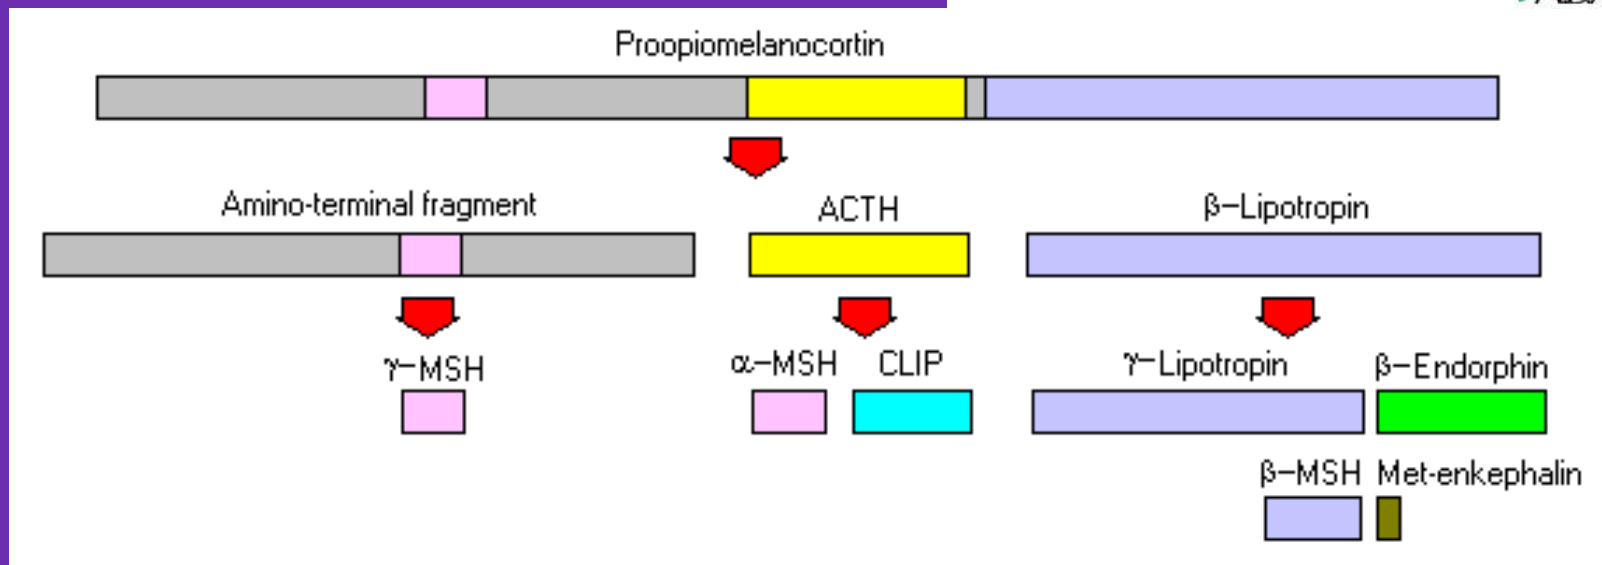 Proopiomelanocortin
Amino-terminal fragment ACTH β-Lipotropin
γ-MSH α-MSH CLIP γ-Lipotropin β-Endorphin
β-MSH Met-enkephalin